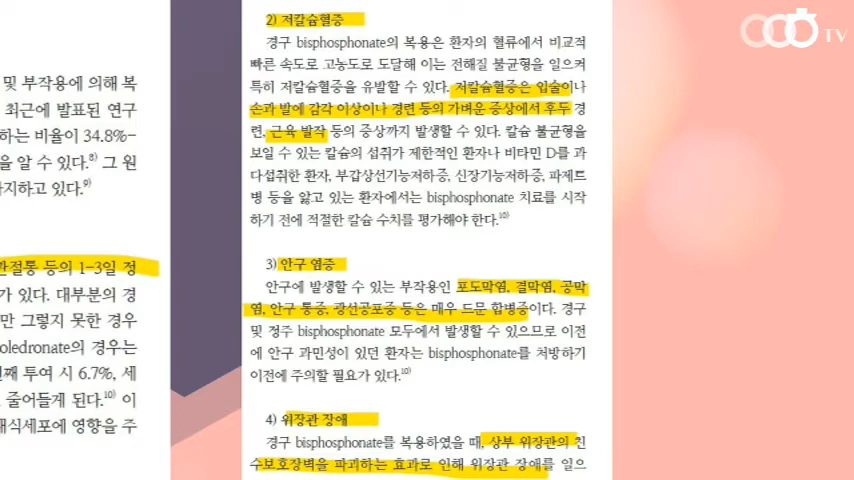 및 부작용에 의해 복
최근에 발표된 연구
하는 비율이 34.8%-
을 알 수 있다.8) 그 원
가지하고 있다.9)
관절통 등의 1-3일 정
가 있다. 대부분의 경
만 그렇지 못한 경우
oledronate의 경우는
번째 투여 시 6.7%, 세
줄어들게 된다.10) 이
대식세포에 영향을 주
2) 저칼슘혈증
경구 bisphosphonate의 복용은 환자의 혈류에서 비교적
빠른 속도로 고농도로 도달해 이는 전해질 불균형을 일으켜
특히 저칼슘혈증을 유발할 수 있다. 저칼슘혈증은 입술이나
손과 발에 감각 이상이나 경련 등의 가벼운 증상에서 후두 경
련, 근육 발작 등의 증상까지 발생할 수 있다. 칼슘 불균형을
보일 수 있는 칼슘의 섭취가 제한적인 환자나 비타민 D를 과
다섭취한 환자, 부갑상선기능저하증, 신장기능저하증, 파제트
병 등을 앓고 있는 환자에서는 bisphosphonate 치료를 시작
하기 전에 적절한 칼슘 수치를 평가해야 한다.10)
3) 안구 염증
안구에 발생할 수 있는 부작용인 포도막염, 결막염, 공막
염, 안구 통증, 광선공포증 등은 매우 드문 합병증이다. 경구
및 정주 bisphosphonate 모두에서 발생할 수 있으므로 이전
에 안구 과민성이 있던 환자는 bisphosphonate를 처방하기
이전에 주의할 필요가 있다.10)
4) 위장관 장애
경구 bisphosphonate를 복용하였을 때, 상부 위장관의 친
수보호장벽을 파괴하는 효과로 인해 위장관 장애를 일으
TV